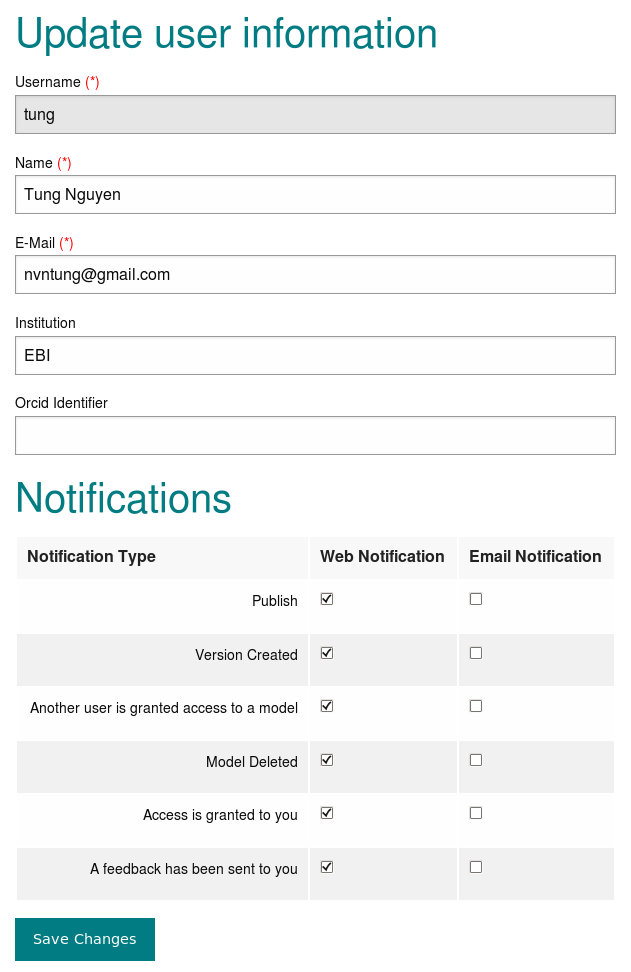 Update user information
Username (*)
tung
Name (*)
Tung Nguyen
E-Mail (*)
nvntung@gmail.com
Institution
EBI
Orcid Identifier
Notifications
Notification Type Web Notification Email Notification
Publish
Version Created
Another user is granted access to a model
Model Deleted
Access is granted to you
A feedback has been sent to you
Save Changes